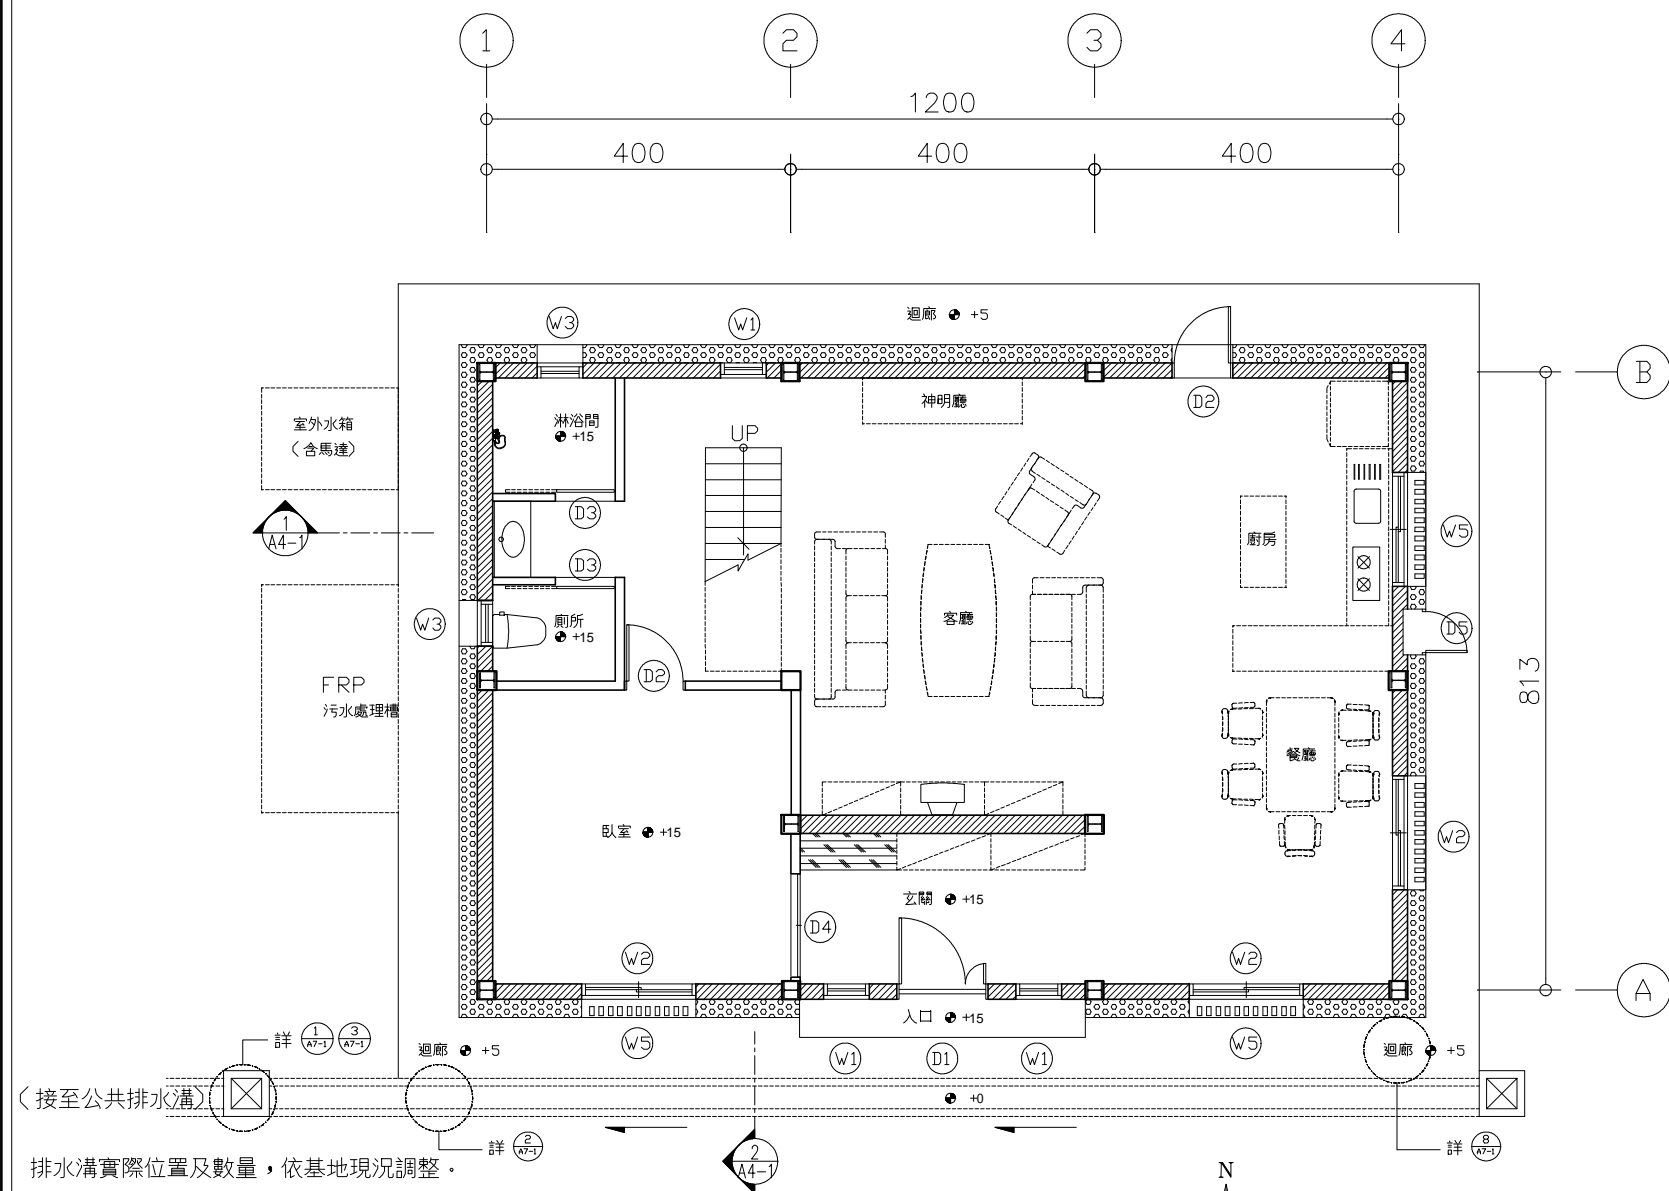 1
2
3
4
1200
400
400
400
迴廊 +5
W3
W1
B
D2
神明廳
室外水箱
（含馬達）
淋浴間
+15
UP
D3
1
A4-1
W5
廚房
D3
客廳
W3
廁所
+15
D5
D2
FRP
污水處理槽
813
餐廳
臥室 +15
W2
玄關 +15
D4
W2
W2
A
入口 +15
W5
W5
迴廊 +5
W1
D1
W1
迴廊 +5
詳
1
A7-1
3
A7-1
（接至公共排水溝）
+0
詳
2
A7-1
詳
8
A7-1
2
A4-1
排水溝實際位置及數量，依基地現況調整。
N